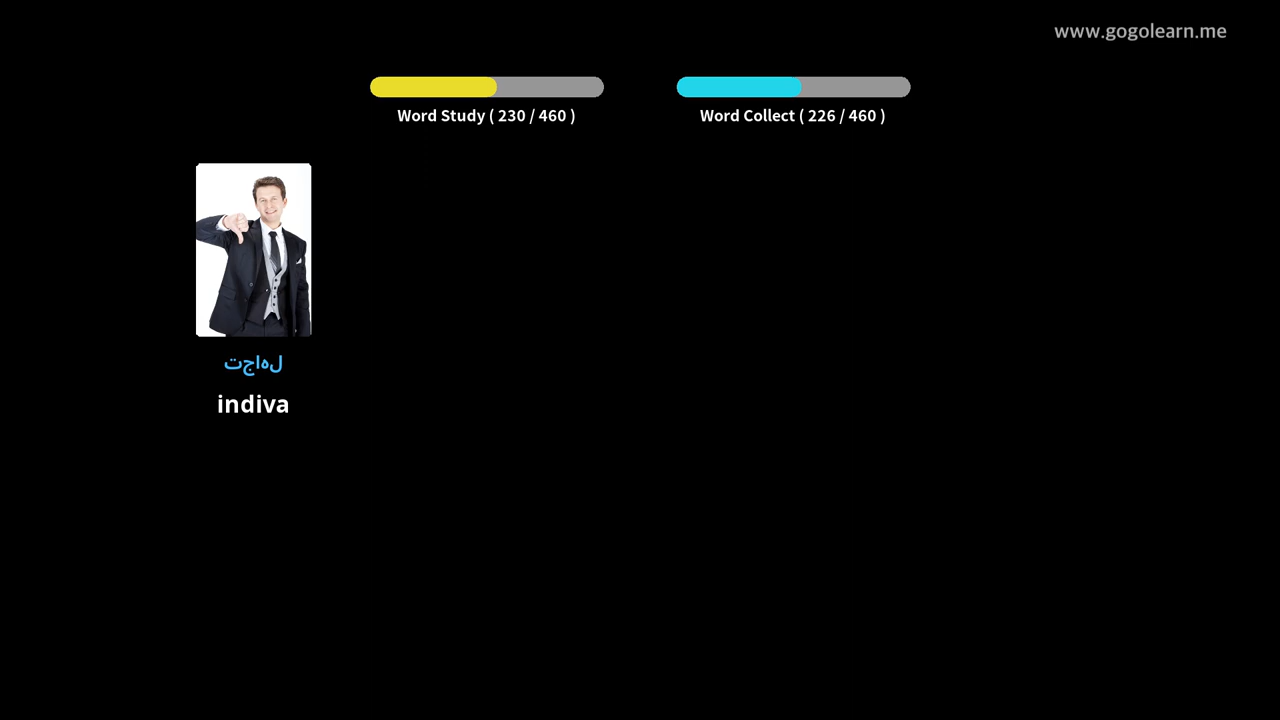 www.gogolearn.me
Word Study ( 230 / 460 )
Word Collect ( 226 / 460 )
تجاهل
indiva